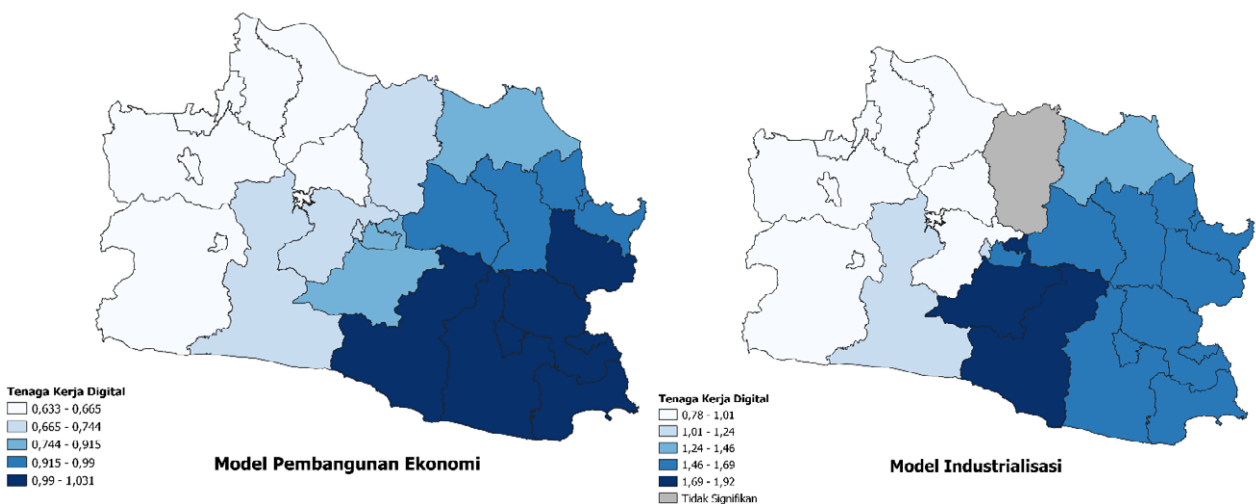 Tenaga Kerja Digital
0,633 - 0,665
0,665 - 0,744
0,744 - 0,915
0,915 - 0,99
0,99 - 1,031
Model Pembangunan Ekonomi
Tenaga Kerja Digital
0,78 - 1,01
1,01 - 1,24
1,24 - 1,46
1,46 - 1,69
1,69 - 1,92
Tidak Signifikan
Model Industrialisasi